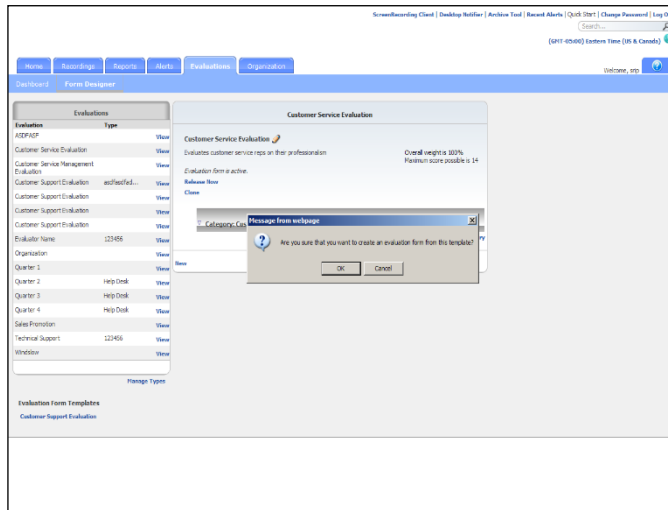 ScreenRecording Client | Desktop Notifier | Archive Tool | Recent Alerts | Quick Start | Change Password | Log O
Search...
(GMT-05:00) Eastern Time (US & Canada)
Home Recordings Reports Alerts Evaluations Organization
Welcome, snp
Dashboard Form Designer
Evaluations
Evaluation Type
ASDFASF View
Customer Service Evaluation View
Customer Service Management Evaluation View
Customer Support Evaluation asdfasdfad... View
Customer Support Evaluation View
Customer Support Evaluation View
Customer Support Evaluation View
Evaluator Name 123456 View
Organization View
Quarter 1 View
Quarter 2 Help Desk View
Quarter 3 Help Desk View
Quarter 4 Help Desk View
Sales Promotion View
Technical Support 123456 View
Windslow View
Manage Types
Evaluation Form Templates
Customer Support Evaluation
Customer Service Evaluation
Customer Service Evaluation
Evaluates customer service reps on their professionalism
Overall weight is 100%
Maximum score possible is 14
Evaluation form is active.
Release Now
Clone
Category: Cus
New
Message from webpage
Are you sure that you want to create an evaluation form from this template?
OK Cancel